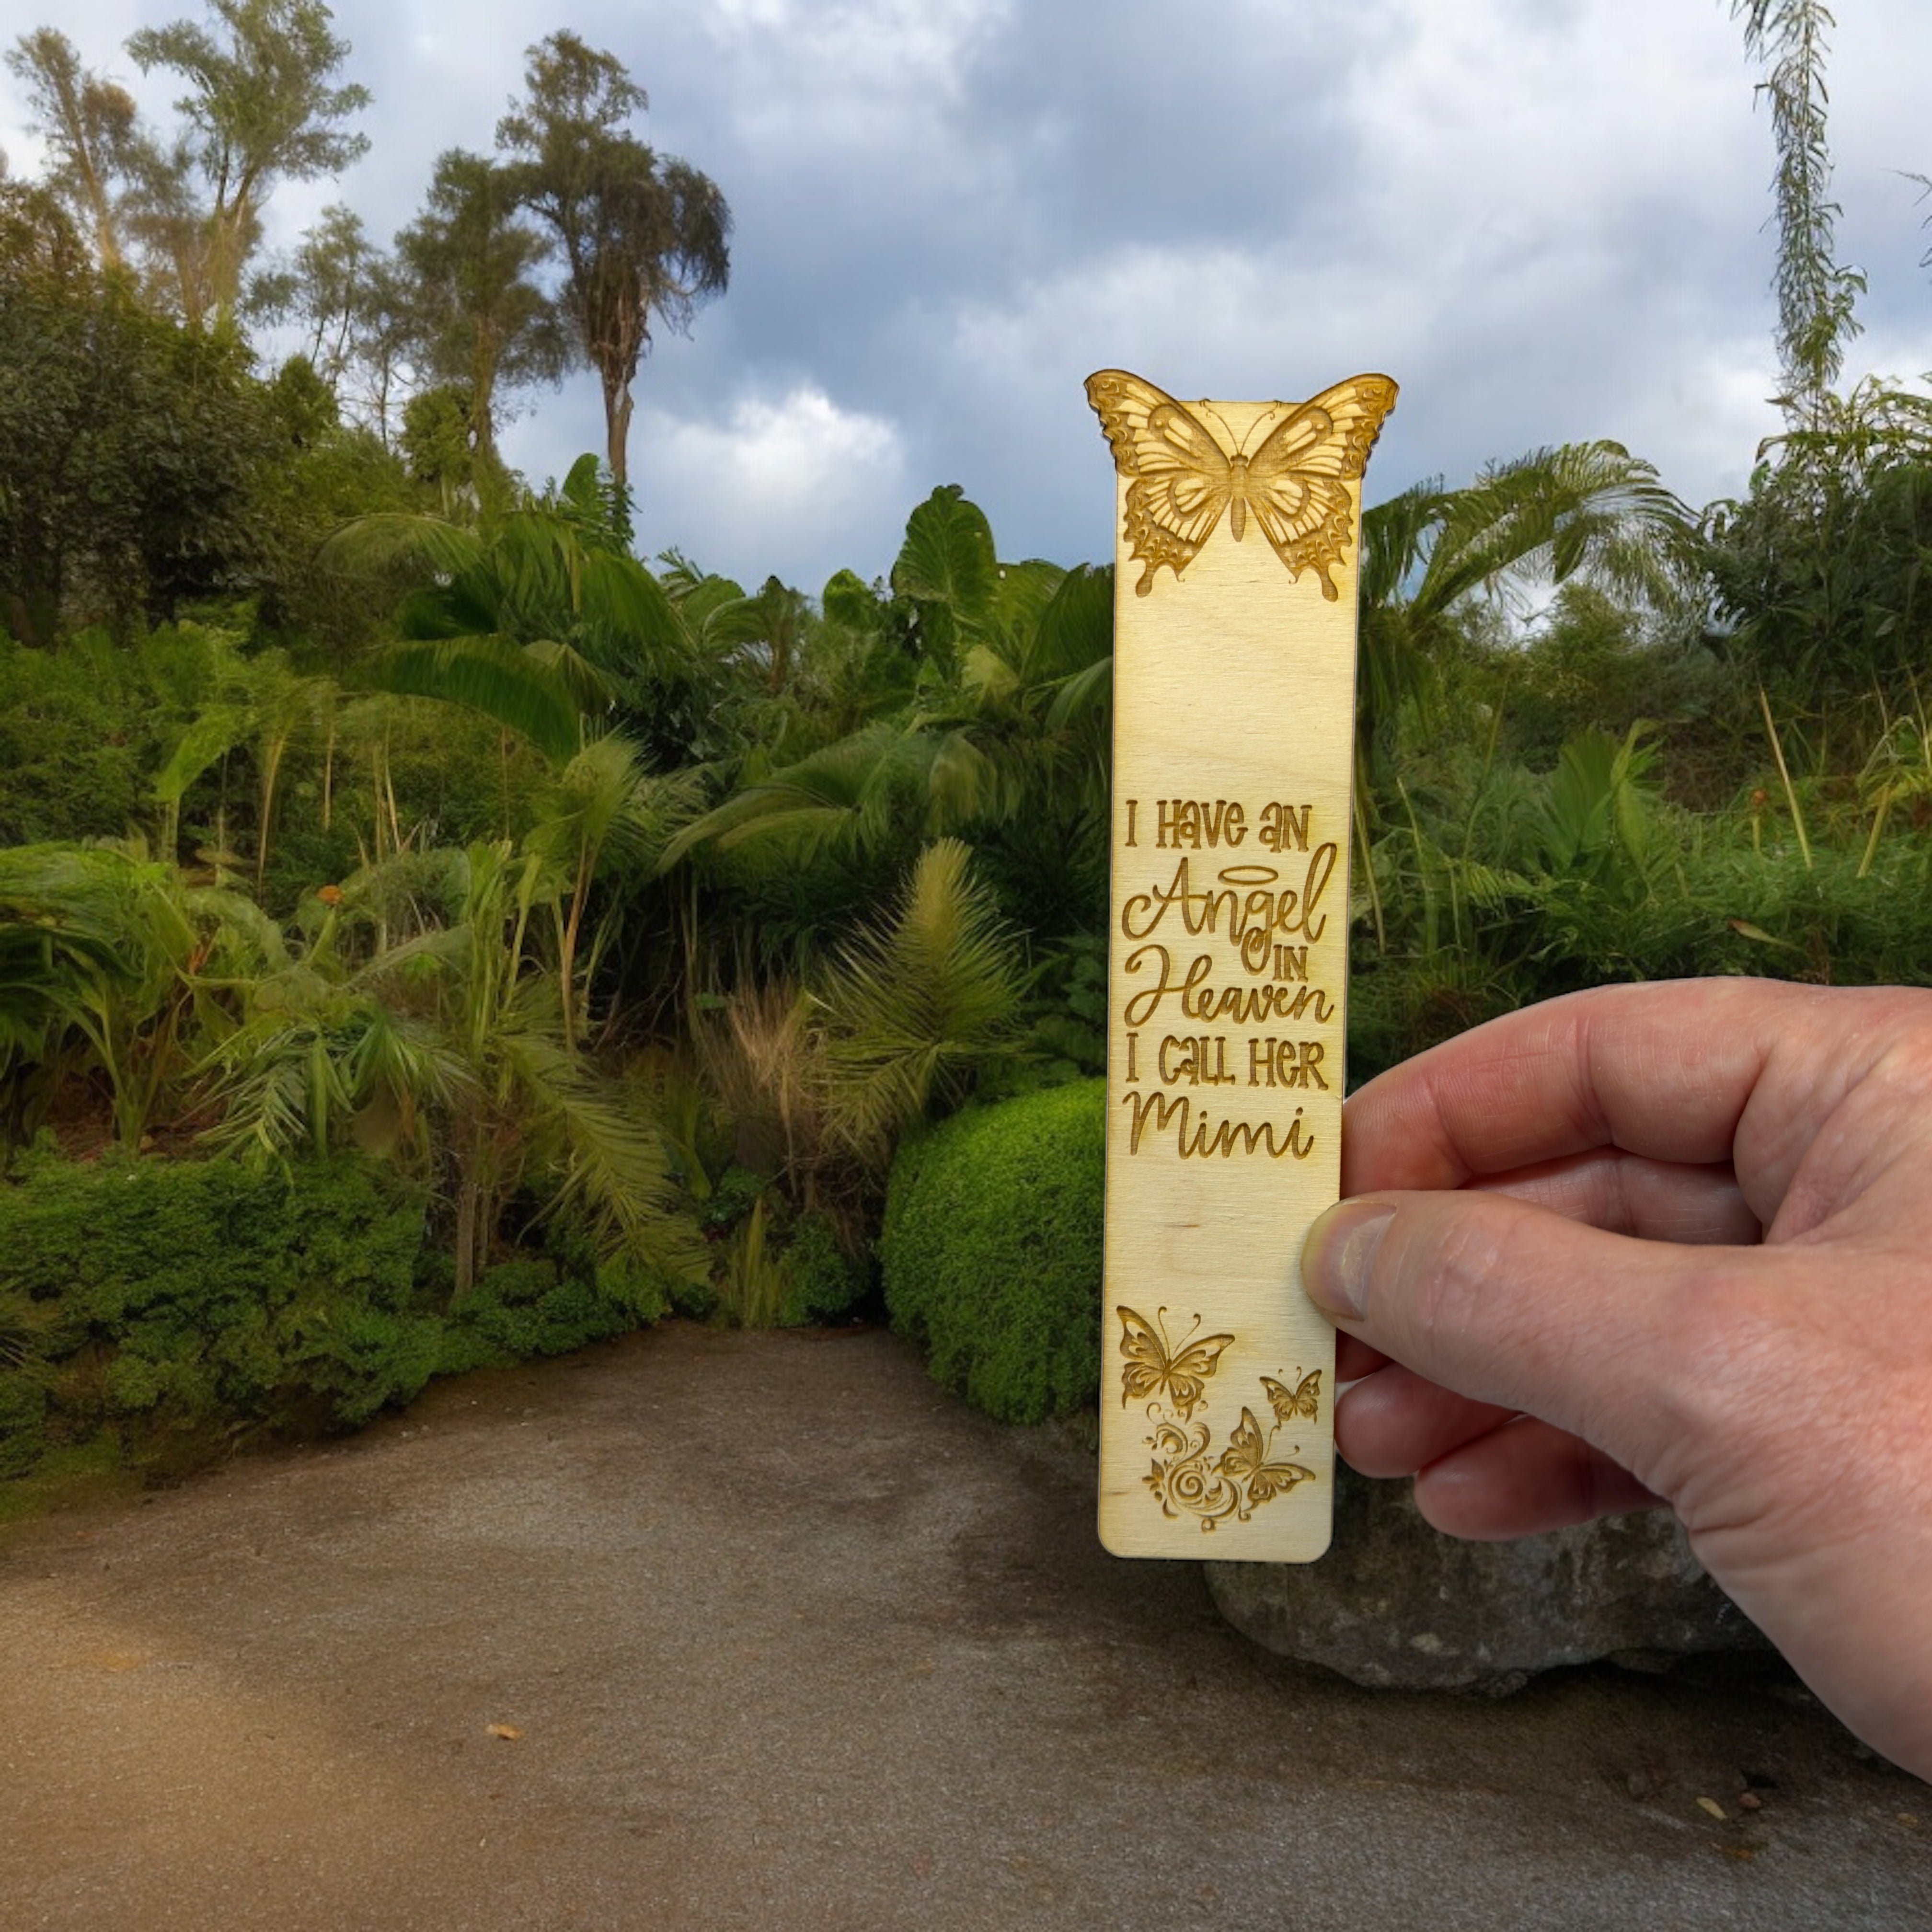 I HAVE AN
Angel
IN
Heaven
I CALL HER
Mimi